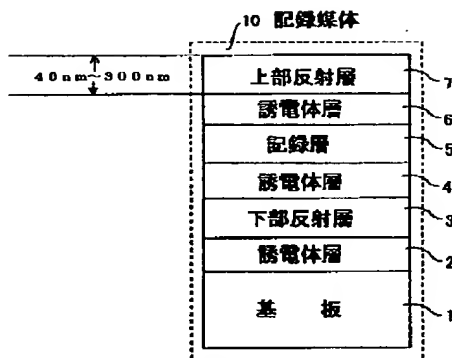 10 記録媒体
40nm~300nm
上部反射層 7
誘電体層 6
記録層 5
誘電体層 4
下部反射層 3
誘電体層 2
基 板 1